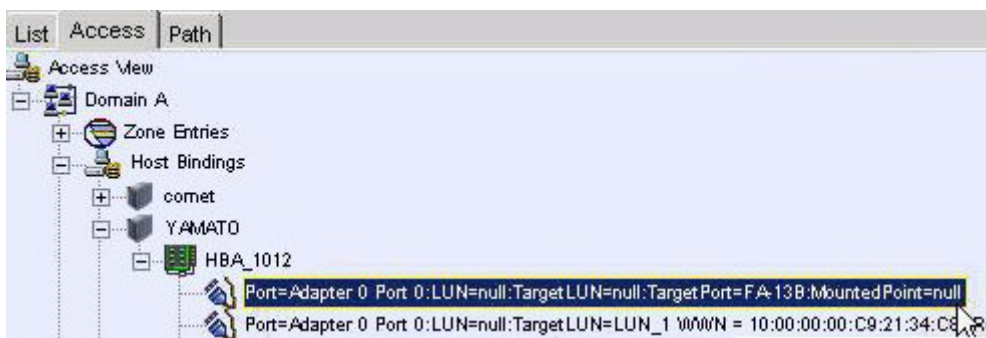 List Access Path
Access View
Domain A
Zone Entries
Host Bindings
comet
YAMATO
HBA_1012
Port=Adapter 0 Port 0:LUN=null:TargetLUN=null:TargetPort=FA-13B:MountedPoint=null
Port=Adapter 0 Port 0:LUN=null:TargetLUN=LUN_1 WWN = 10:00:00:00:C9:21:34:C8